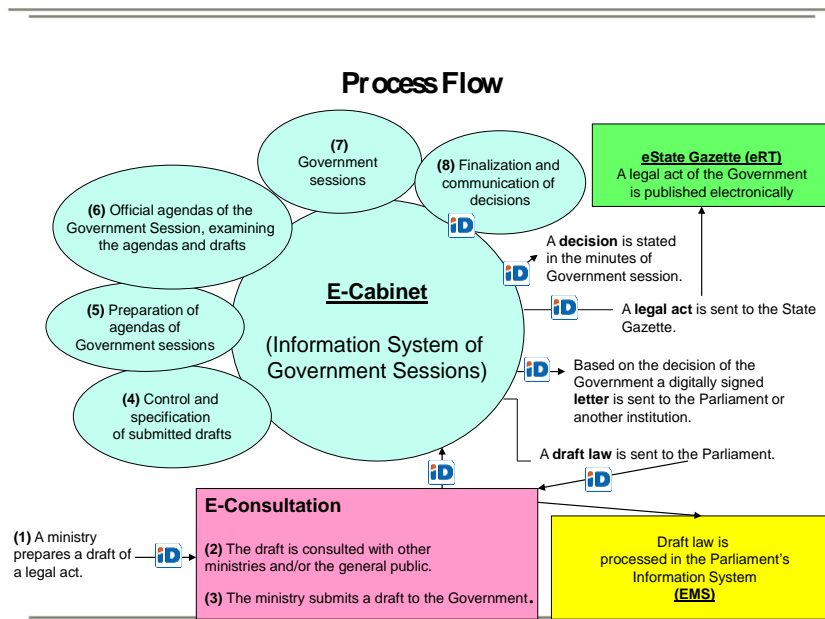 Process Flow
(7)
Government
sessions
(8) Finalization and
communication of
decisions
eState Gazette (eRT)
A legal act of the Government
is published electronically
(6) Official agendas of the
Government Session, examining
the agendas and drafts
iD
A decision is stated
in the minutes of
Government session.
iD
E-Cabinet
(Information System of
Government Sessions)
iD
A legal act is sent to the State
Gazette.
(5) Preparation of
agendas of
Government sessions
iD
Based on the decision of the
Government a digitally signed
letter is sent to the Parliament or
another institution.
(4) Control and
specification
of submitted drafts
A draft law is sent to the Parliament.
iD
iD
E-Consultation
(1) A ministry
prepares a draft of
a legal act.
iD
(2) The draft is consulted with other
ministries and/or the general public.
(3) The ministry submits a draft to the Government.
Draft law is
processed in the Parliament's
Information System
(EMS)